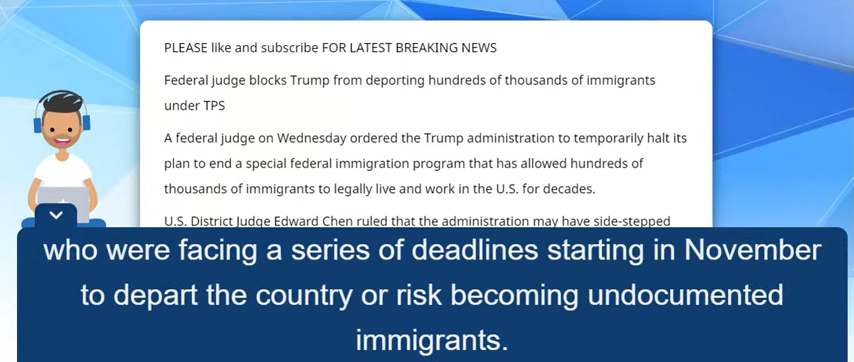 PLEASE like and subscribe FOR LATEST BREAKING NEWS
Federal judge blocks Trump from deporting hundreds of thousands of immigrants
under TPS
A federal judge on Wednesday ordered the Trump administration to temporarily halt its
plan to end a special federal immigration program that has allowed hundreds of
thousands of immigrants to legally live and work in the U.S. for decades.
U.S. District Judge Edward Chen ruled that the administration may have side-stepped
who were facing a series of deadlines starting in November
to depart the country or risk becoming undocumented
immigrants.